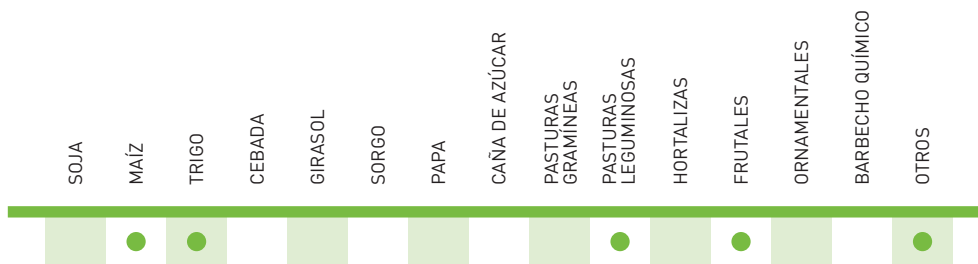 SOJA
MAÍZ
TRIGO
CEBADA
GIRASOL
SORGO
PAPA
CAÑA DE AZÚCAR
PASTURAS
GRAMÍNEAS
PASTURAS
LEGUMINOSAS
HORTALIZAS
FRUTALES
ORNAMENTALES
BARBECHO QUÍMICO
OTROS